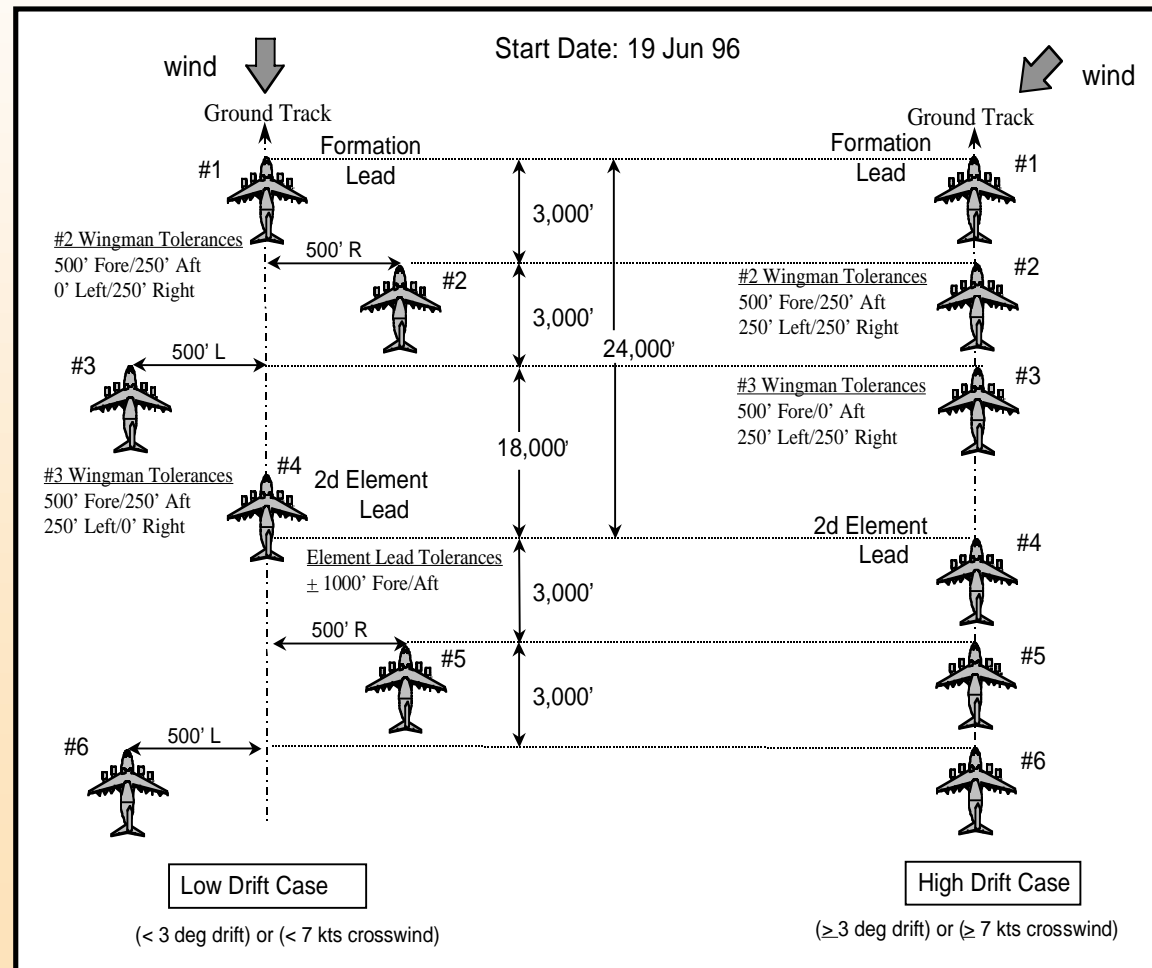 Start Date: 19 Jun 96
wind
wind
Ground Track
Ground Track
Formation
Lead
Formation
Lead
#1
#1
3,000’
#2 Wingman Tolerances
500’ Fore/250’ Aft
0’ Left/250’ Right
500’ R
#2
#2
#2 Wingman Tolerances
500’ Fore/250’ Aft
250’ Left/250’ Right
3,000’
24,000’
#3
500’ L
#3
#3 Wingman Tolerances
500’ Fore/0’ Aft
250’ Left/250’ Right
18,000’
#3 Wingman Tolerances
500’ Fore/250’ Aft
250’ Left/0’ Right
#4
2d Element
Lead
2d Element
Lead
#4
Element Lead Tolerances
± 1000’ Fore/Aft
3,000’
500’ R
#5
#5
3,000’
#6
500’ L
#6
Low Drift Case
High Drift Case
(< 3 deg drift) or (< 7 kts crosswind)
(≥ 3 deg drift) or (≥ 7 kts crosswind)